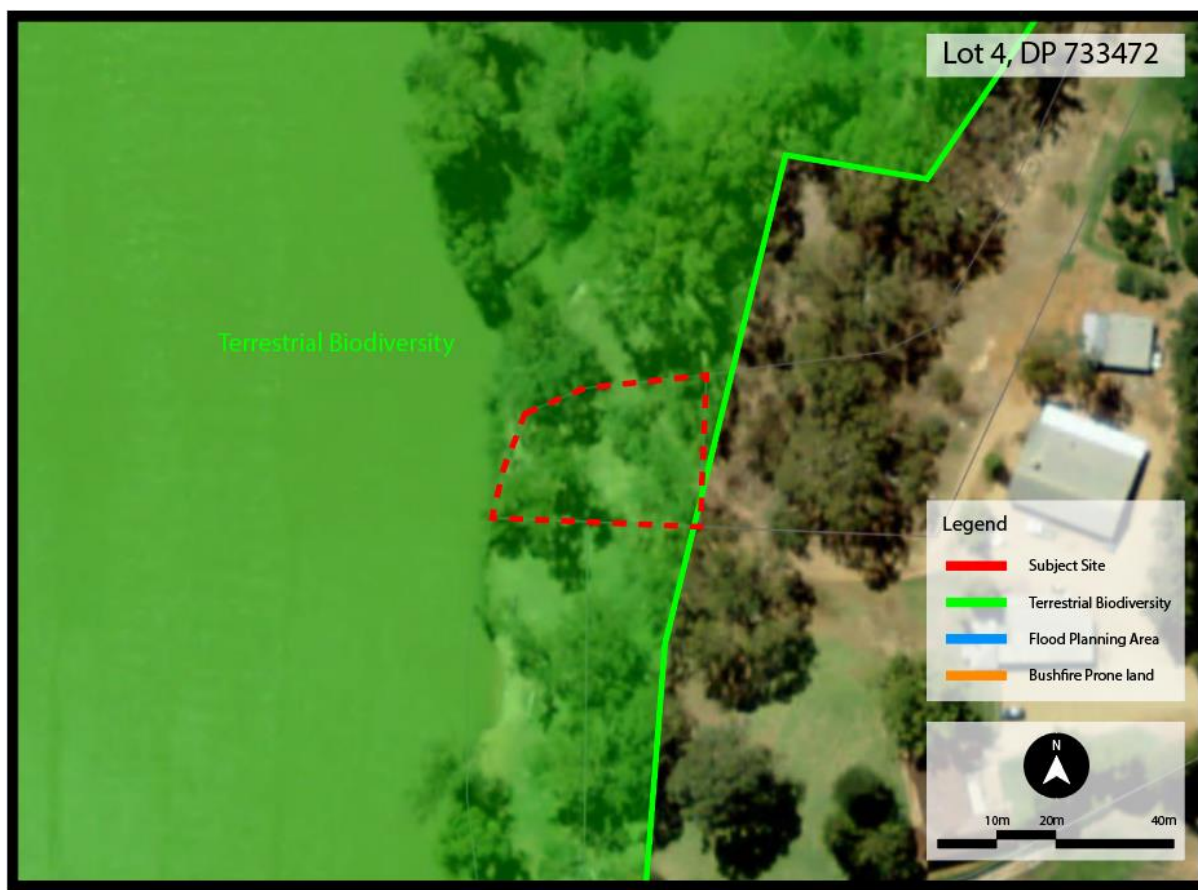 Lot 4, DP 733472
Terrestrial Biodiversity
Legend
Subject Site
Terrestrial Biodiversity
Flood Planning Area
Bushfire Prone land
N
10m 20m 40m